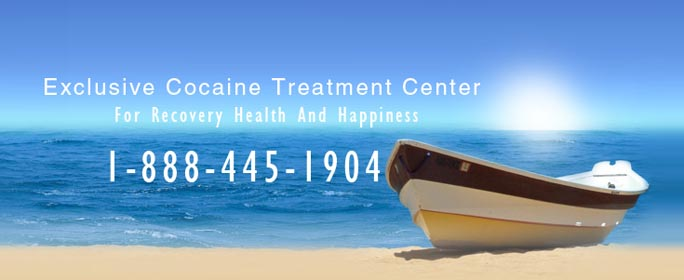 Exclusive Cocaine Treatment Center
For Recovery Health And Happiness
1-888-445-1904